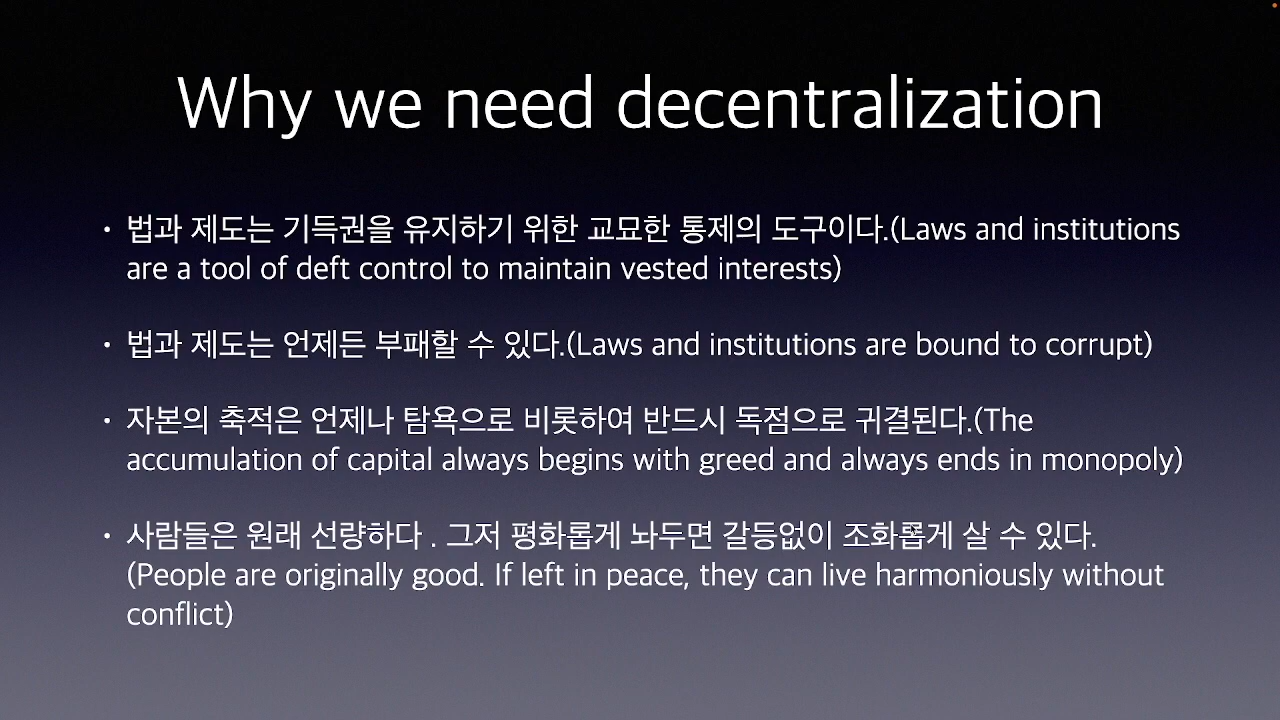 Why we need decentralization
• 법과 제도는 기득권을 유지하기 위한 교묘한 통제의 도구이다.(Laws and institutions
are a tool of deft control to maintain vested interests)
• 법과 제도는 언제든 부패할 수 있다.(Laws and institutions are bound to corrupt)
• 자본의 축적은 언제나 탐욕으로 비롯하여 반드시 독점으로 귀결된다.(The
accumulation of capital always begins with greed and always ends in monopoly)
• 사람들은 원래 선량하다 . 그저 평화롭게 놔두면 갈등없이 조화롭게 살 수 있다.
(People are originally good. If left in peace, they can live harmoniously without
conflict)